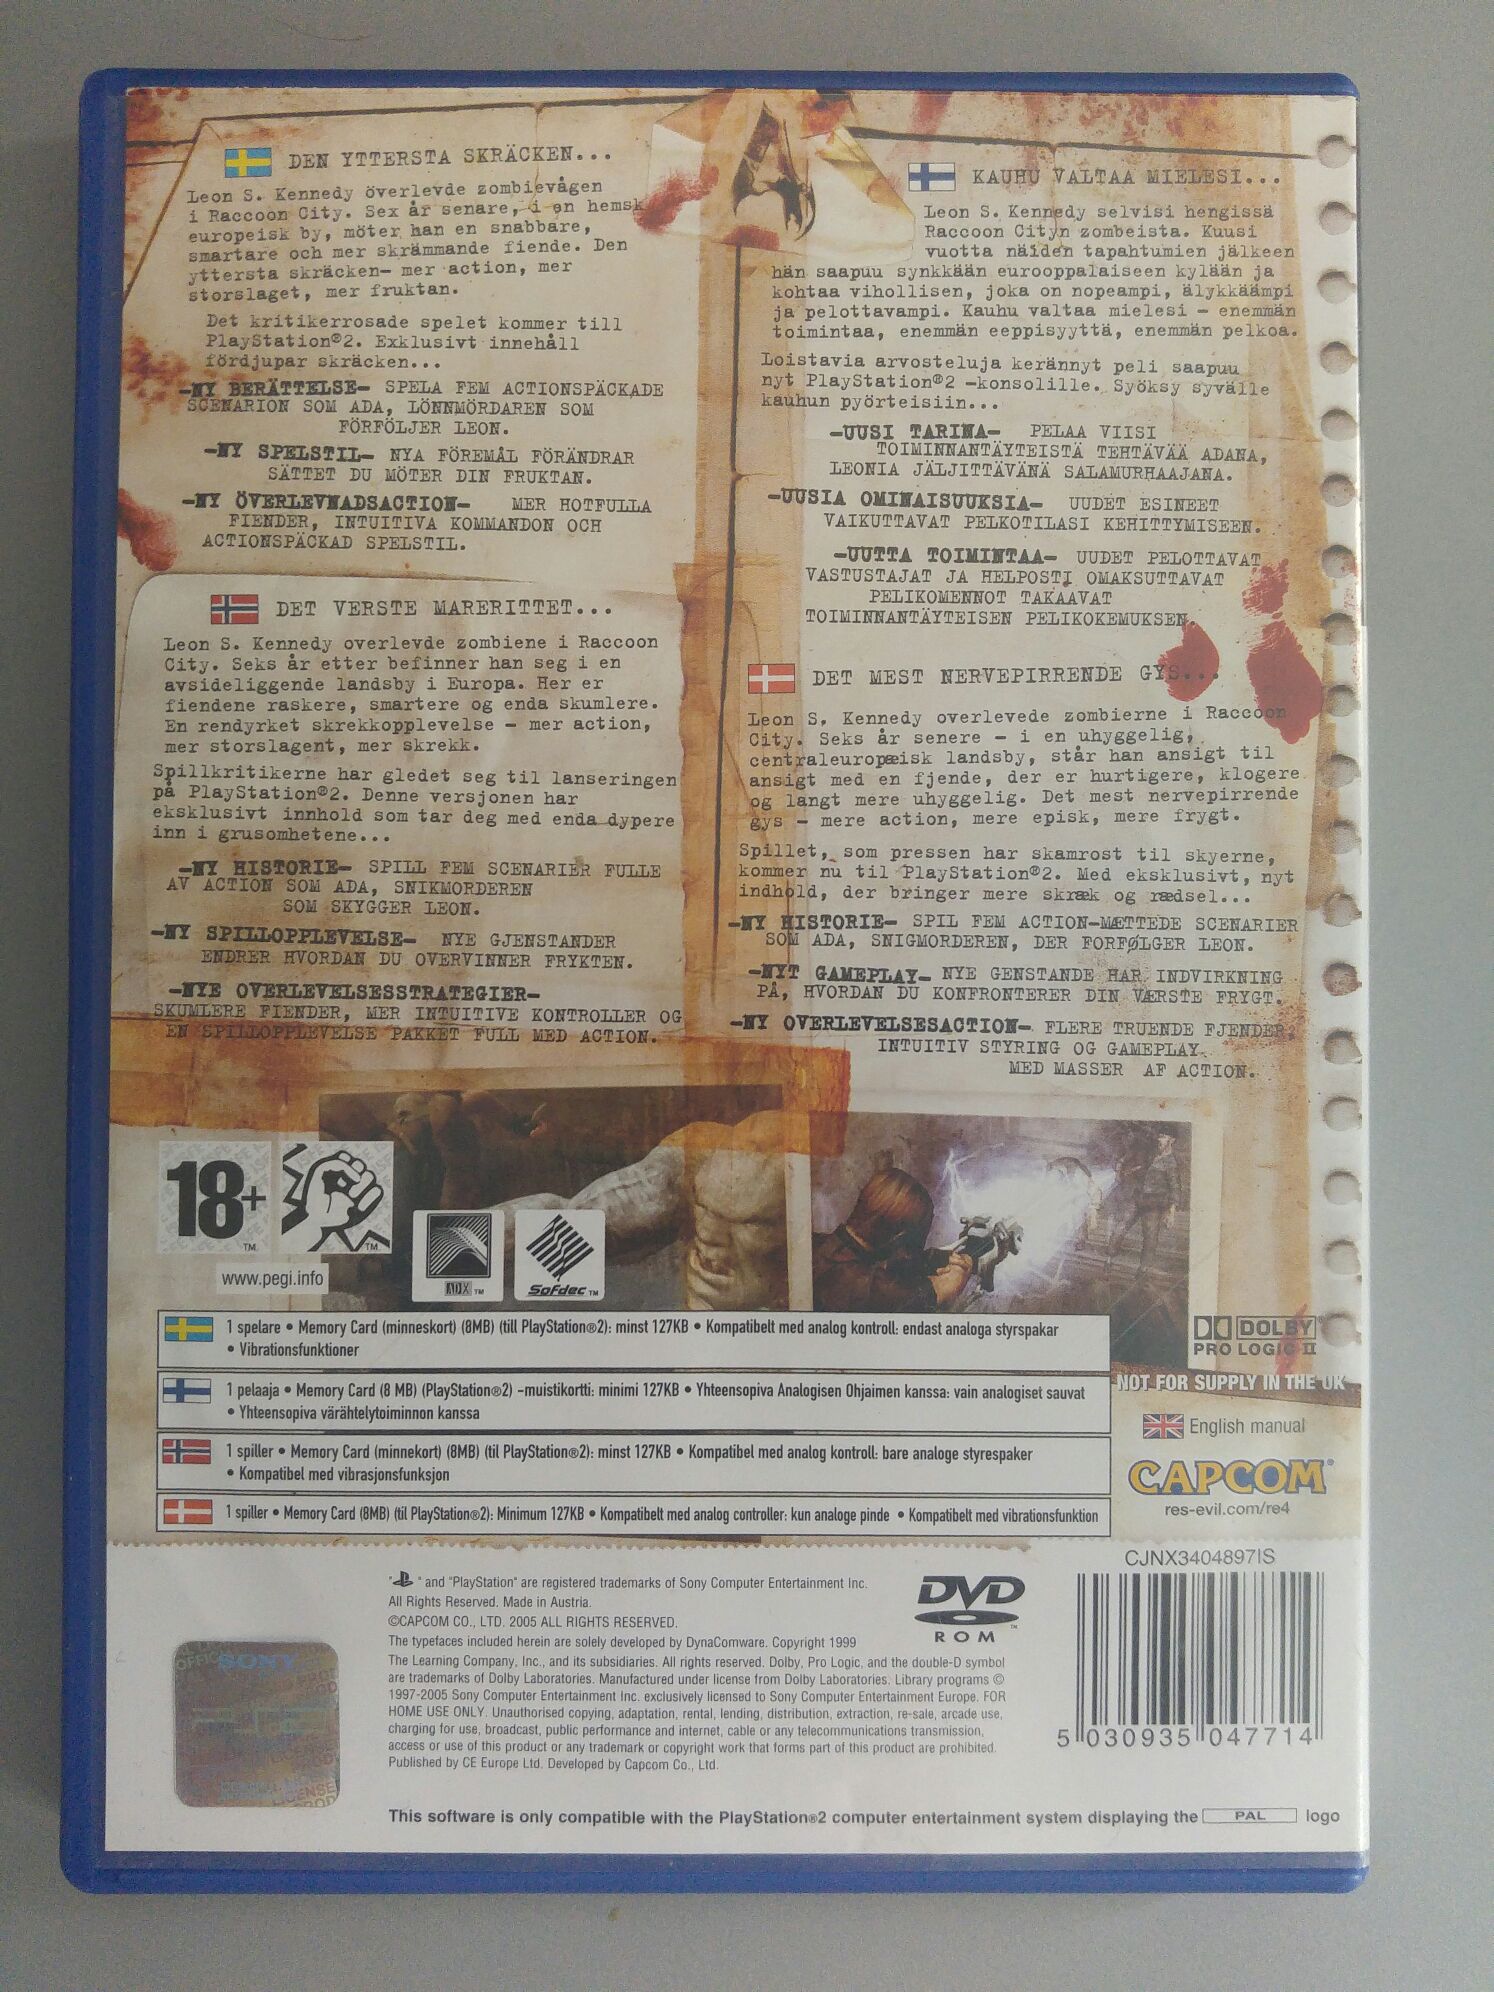 DEN YTTERSTA SKRÄCKEN...
Leon S. Kennedy överlevde zombievågen
i Raccoon City. Sex år senare, i en hemsk
europeisk by, möter han en snabbare,
smartare och mer skrämmande fiende. Den
yttersta skräcken- mer action, mer
storslaget, mer fruktan.
Det kritikerrosade spelet kommer till
PlayStation®2. Exklusivt innehåll
fördjupar skräcken...
-NY BERÄTTELSE- SPELA FEM ACTIONSPÄCKADE
SCENARION SOM ADA, LÖNNMÖRDAREN SOM
FÖRFÖLJER LEON.
-NY SPELSTIL- NYA FÖREMÅL FÖRÄNDRAR
SÄTTET DU MÖTER DIN FRUKTAN.
-NY ÖVERLEVNADSACTION- MER HOTFULLA
FIENDER, INTUITIVA KOMMANDON OCH
ACTIONSPÄCKAD SPELSTIL.
KAUHU VALTAA MIELESI...
Leon S. Kennedy selvisi hengissä
Raccoon Cityn zombeista. Kuusi
vuotta näiden tapahtumien jälkeen
hän saapuu synkkään eurooppalaiseen kylään ja
kohtaa vihollisen, joka on nopeampi, älykkäämpi
ja pelottavampi. Kauhu valtaa mielesi - enemmän
toimintaa, enemmän eeppisyyttä, enemmän pelkoa.
Loistavia arvosteluja kerännyt peli saapuu
nyt PlayStation®2 -konsolille. Syöksy syvälle
kauhun pyörteisiin...
-UUSI TARINA- PELAA VIISI
TOIMINNANTÄYTEISTÄ TEHTÄVÄÄ ADANA,
LEONIA JÄLJITTÄVÄNÄ SALAMURHAAJANA.
-UUSIA OMINAISUUKSIA- UUDET ESINEET
VAIKUTTAVAT PELKOTILASI KEHITTYMISEEN.
-UUTTA TOIMINTAA- UUDET PELOTTAVAT
VASTUSTAJAT JA HELPOSTI OMAKSUTTAVAT
PELIKOMENNOT TAKAAVAT
TOIMINNANTÄYTEISEN PELIKOKEMUKSEN.
DET VERSTE MARERITTET...
Leon S. Kennedy overlevde zombiene i Raccoon
City. Seks år etter befinner han seg i en
avsideliggende landsby i Europa. Her er
fiendene raskere, smartere og enda skumlere.
En rendyrket skrekkopplevelse - mer action,
mer storslagent, mer skrekk.
Spillkritikerne har gledet seg til lanseringen
på PlayStation®2. Denne versjonen har
eksklusivt innhold som tar deg med enda dypere
inn i grusomhetene...
-NY HISTORIE- SPILL FEM SCENARIER FULLE
AV ACTION SOM ADA, SNIKMORDEREN
SOM SKYGGER LEON.
-NY SPILLOPPLEVELSE- NYE GJENSTANDER
ENDRER HVORDAN DU OVERVINNER FRYKTEN.
-NYE OVERLEVELSESSTRATEGIER-
SKUMLERE FIENDER, MER INTUITIVE KONTROLLER OG
EN SPILLOPPLEVELSE PAKKET FULL MED ACTION.
DET MEST NERVEPIRRENDE GYS...
Leon S. Kennedy overlevede zombierne i Raccoon
City. Seks år senere - i en uhyggelig,
centraleuropæisk landsby, står han ansigt til
ansigt med en fjende, der er hurtigere, klogere
og langt mere uhyggelig. Det mest nervepirrende
gys - mere action, mere episk, mere frygt.
Spillet, som pressen har skamrost til skyerne,
kommer nu til PlayStation®2. Med eksklusivt, nyt
indhold, der bringer mere skræk og rædsel...
-NY HISTORIE- SPIL FEM ACTION-MÆTTEDE SCENARIER
SOM ADA, SNIGMORDEREN, DER FORFØLGER LEON.
-NYT GAMEPLAY- NYE GENSTANDE HAR INDVIRKNING
PÅ, HVORDAN DU KONFRONTERER DIN VÆRSTE FRYGT.
-NY OVERLEVELSESACTION- FLERE TRUENDE FJENDER,
INTUITIV STYRING OG GAMEPLAY
MED MASSER AF ACTION.
18+ TM
TM
www.pegi.info
ADX TM
Sofdec TM
1 spelare • Memory Card (minneskort) (8MB) (till PlayStation®2): minst 127KB • Kompatibelt med analog kontroll: endast analoga styrspakar
• Vibrationsfunktioner
1 pelaaja • Memory Card (8 MB) (PlayStation®2) -muistikortti: minimi 127KB • Yhteensopiva Analogisen Ohjaimen kanssa: vain analogiset sauvat
• Yhteensopiva värähtelytoiminnon kanssa
1 spiller • Memory Card (minnekort) (8MB) (til PlayStation®2): minst 127KB • Kompatibel med analog kontroll: bare analoge styrespaker
• Kompatibel med vibrasjonsfunksjon
1 spiller • Memory Card (8MB) (til PlayStation®2): Minimum 127KB • Kompatibelt med analog controller: kun analoge pinde • Kompatibelt med vibrationsfunktion
DOLBY
PRO LOGIC II
NOT FOR SUPPLY IN THE UK
English manual
CAPCOM®
res-evil.com/re4
" " and "PlayStation" are registered trademarks of Sony Computer Entertainment Inc.
All Rights Reserved. Made in Austria.
©CAPCOM CO., LTD. 2005 ALL RIGHTS RESERVED.
The typefaces included herein are solely developed by DynaComware. Copyright 1999
The Learning Company, Inc., and its subsidiaries. All rights reserved. Dolby, Pro Logic, and the double-D symbol
are trademarks of Dolby Laboratories. Manufactured under license from Dolby Laboratories. Library programs ©
1997-2005 Sony Computer Entertainment Inc. exclusively licensed to Sony Computer Entertainment Europe. FOR
HOME USE ONLY. Unauthorised copying, adaptation, rental, lending, distribution, extraction, re-sale, arcade use,
charging for use, broadcast, public performance and internet, cable or any telecommunications transmission,
access or use of this product or any trademark or copyright work that forms part of this product are prohibited.
Published by CE Europe Ltd. Developed by Capcom Co., Ltd.
DVD
ROM TM
CJNX3404897IS
5 030935 047714
SONY
This software is only compatible with the PlayStation®2 computer entertainment system displaying the PAL logo